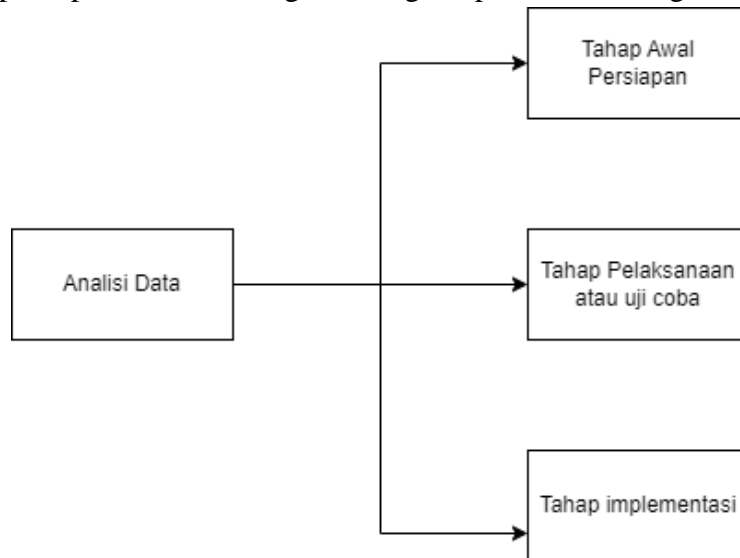 Tahap Awal
Persiapan
Analisi Data
Tahap Pelaksanaan
atau uji coba
Tahap implementasi